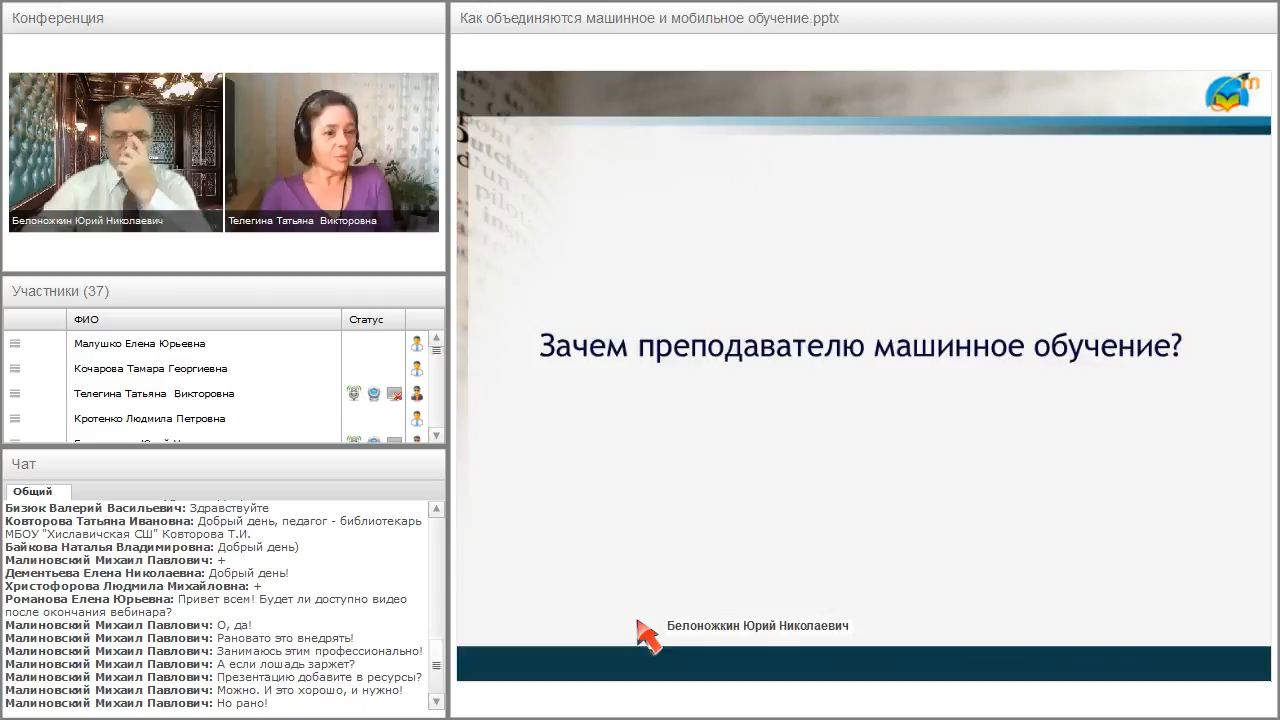 Конференция
Белоножкин Юрий Николаевич
Телегина Татьяна Викторовна
Участники (37)
ФИО
Статус
Малушко Елена Юрьевна
Кочарова Тамара Георгиевна
Телегина Татьяна Викторовна
Кротенко Людмила Петровна
Чат
Общий
Бизюк Валерий Васильевич: Здравствуйте
Ковторова Татьяна Ивановна: Добрый день, педагог - библиотекарь
МБОУ "Хиславичская СШ" Ковторова Т.И.
Байкова Наталья Владимировна: Добрый день)
Малиновский Михаил Павлович: +
Дементьева Елена Николаевна: Добрый день!
Христофорова Людмила Михайловна: +
Романова Елена Юрьевна: Привет всем! Будет ли доступно видео
после окончания вебинара?
Малиновский Михаил Павлович: О, да!
Малиновский Михаил Павлович: Рановато это внедрять!
Малиновский Михаил Павлович: Занимаюсь этим профессионально!
Малиновский Михаил Павлович: А если лошадь заржет?
Малиновский Михаил Павлович: Презентацию добавите в ресурсы?
Малиновский Михаил Павлович: Можно. И это хорошо, и нужно!
Малиновский Михаил Павлович: Но рано!
Как объединяются машинное и мобильное обучение.pptx
Зачем преподавателю машинное обучение?
Белоножкин Юрий Николаевич